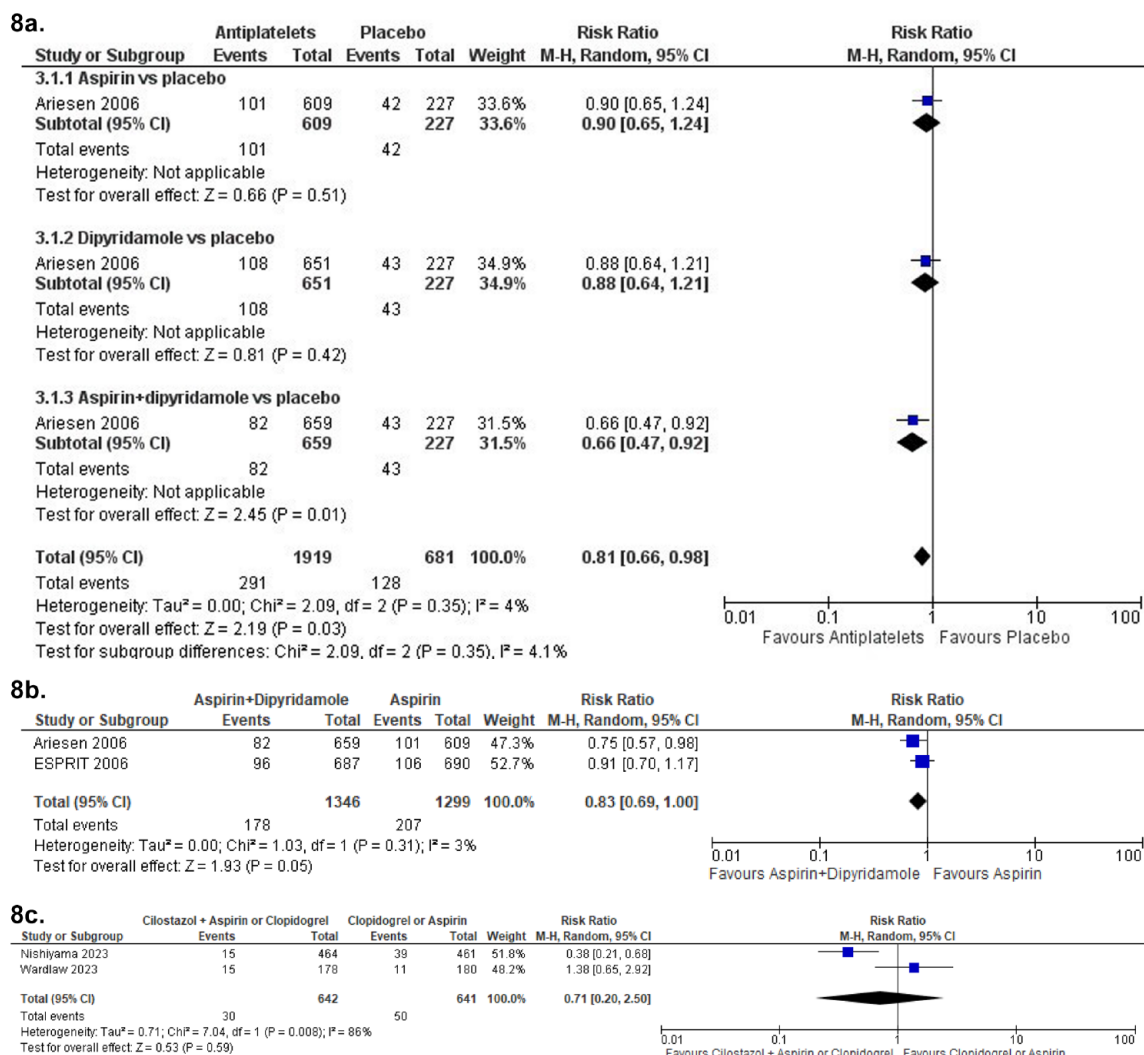 8a.
Antiplatelets Placebo Risk Ratio Risk Ratio
Study or Subgroup Events Total Events Total Weight M-H, Random, 95% CI M-H, Random, 95% CI
3.1.1 Aspirin vs placebo
Ariesen 2006 101 609 42 227 33.6% 0.90 [0.65, 1.24]
Subtotal (95% CI) 609 227 33.6% 0.90 [0.65, 1.24]
Total events 101 42
Heterogeneity: Not applicable
Test for overall effect: Z = 0.66 (P = 0.51)
3.1.2 Dipyridamole vs placebo
Ariesen 2006 108 651 43 227 34.9% 0.88 [0.64, 1.21]
Subtotal (95% CI) 651 227 34.9% 0.88 [0.64, 1.21]
Total events 108 43
Heterogeneity: Not applicable
Test for overall effect: Z = 0.81 (P = 0.42)
3.1.3 Aspirin+dipyridamole vs placebo
Ariesen 2006 82 659 43 227 31.5% 0.66 [0.47, 0.92]
Subtotal (95% CI) 659 227 31.5% 0.66 [0.47, 0.92]
Total events 82 43
Heterogeneity: Not applicable
Test for overall effect: Z = 2.45 (P = 0.01)
Total (95% CI) 1919 681 100.0% 0.81 [0.66, 0.98]
Total events 291 128
Heterogeneity: Tau² = 0.00; Chi² = 2.09, df = 2 (P = 0.35); I² = 4%
Test for overall effect: Z = 2.19 (P = 0.03)
Test for subgroup differences: Chi² = 2.09, df = 2 (P = 0.35), I² = 4.1%
0.01 0.1 1 10 100
Favours Antiplatelets Favours Placebo
8b.
Aspirin+Dipyridamole Aspirin Risk Ratio Risk Ratio
Study or Subgroup Events Total Events Total Weight M-H, Random, 95% CI M-H, Random, 95% CI
Ariesen 2006 82 659 101 609 47.3% 0.75 [0.57, 0.98]
ESPRIT 2006 96 687 106 690 52.7% 0.91 [0.70, 1.17]
Total (95% CI) 1346 1299 100.0% 0.83 [0.69, 1.00]
Total events 178 207
Heterogeneity: Tau² = 0.00; Chi² = 1.03, df = 1 (P = 0.31); I² = 3%
Test for overall effect: Z = 1.93 (P = 0.05)
0.01 0.1 1 10 100
Favours Aspirin+Dipyridamole Favours Aspirin
8c.
Cilostazol + Aspirin or Clopidogrel Clopidogrel or Aspirin Risk Ratio Risk Ratio
Study or Subgroup Events Total Events Total Weight M-H, Random, 95% CI M-H, Random, 95% CI
Nishiyama 2023 15 464 39 461 51.8% 0.38 [0.21, 0.68]
Wardlaw 2023 15 178 11 180 48.2% 1.38 [0.65, 2.92]
Total (95% CI) 642 641 100.0% 0.71 [0.20, 2.50]
Total events 30 50
Heterogeneity: Tau² = 0.71; Chi² = 7.04, df = 1 (P = 0.008); I² = 86%
Test for overall effect: Z = 0.53 (P = 0.59)
0.01 0.1 1 10 100
Favours Cilostazol + Aspirin or Clopidogrel Favours Clopidogrel or Aspirin